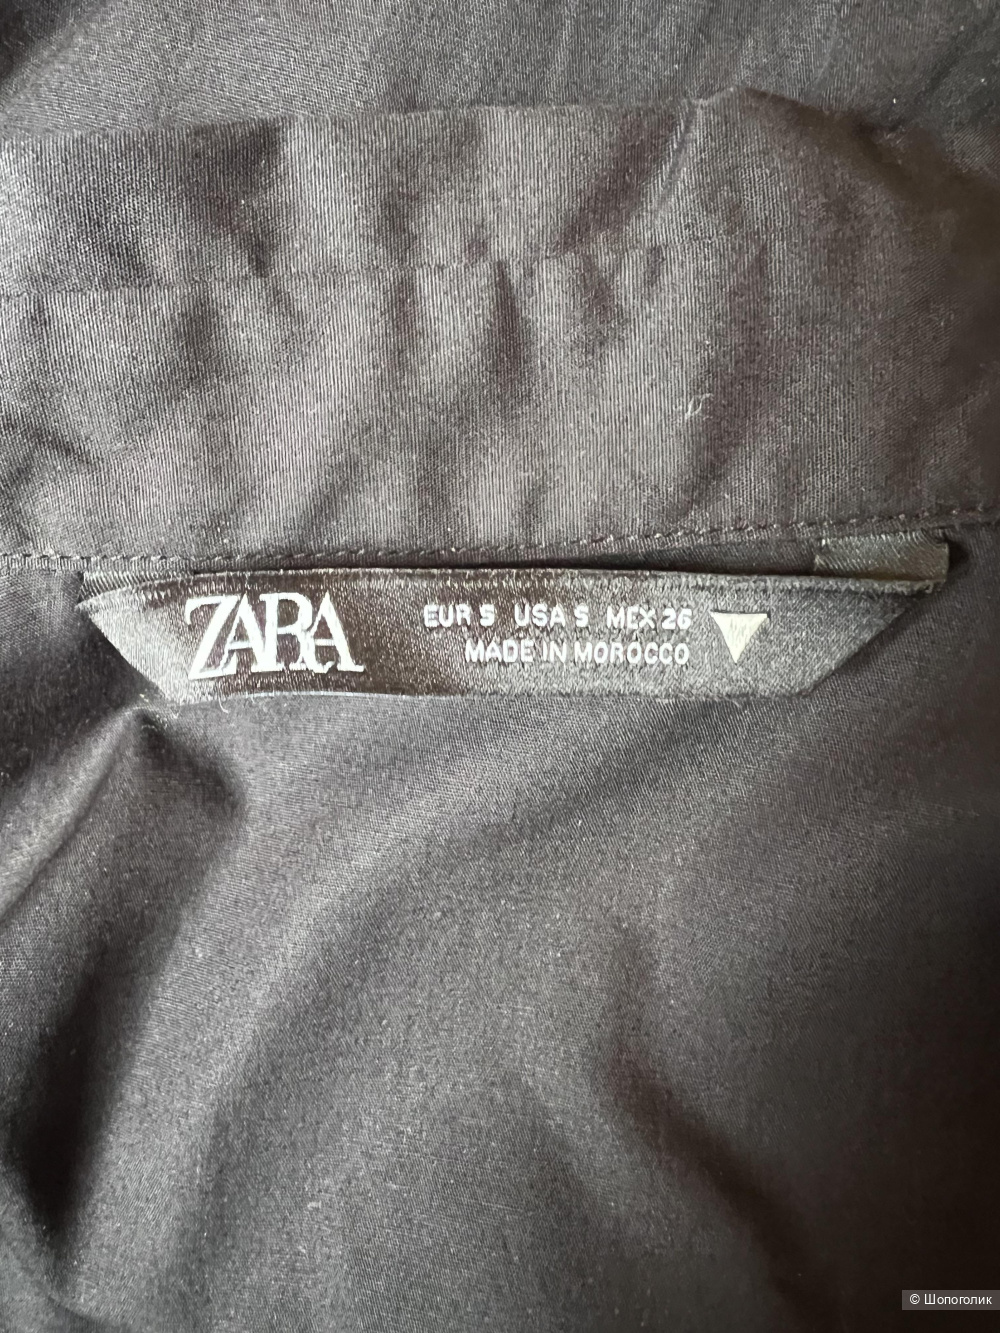 ZARA
EUR S USA S MEX 26
MADE IN MOROCCO
© Шопоголик